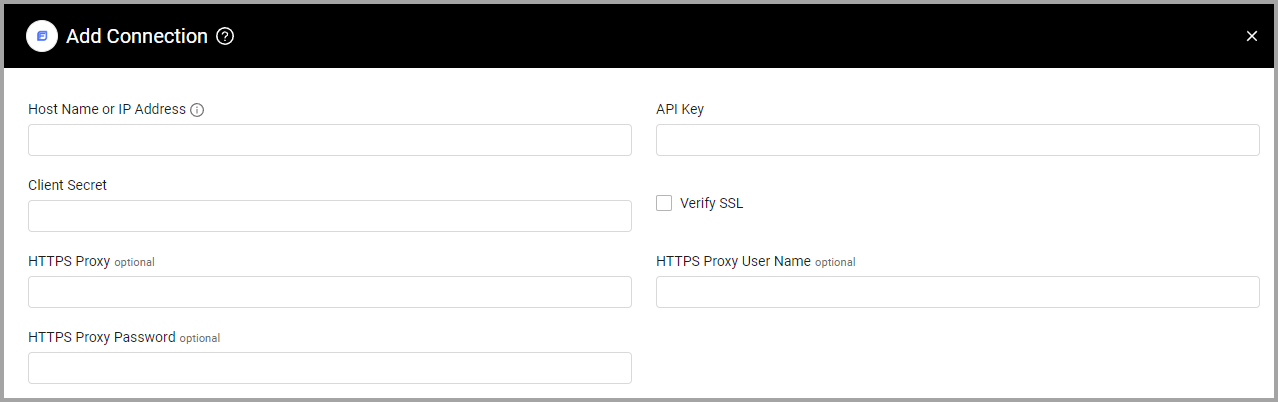 Add Connection
Host Name or IP Address
API Key
Client Secret
Verify SSL
HTTPS Proxy optional
HTTPS Proxy User Name optional
HTTPS Proxy Password optional